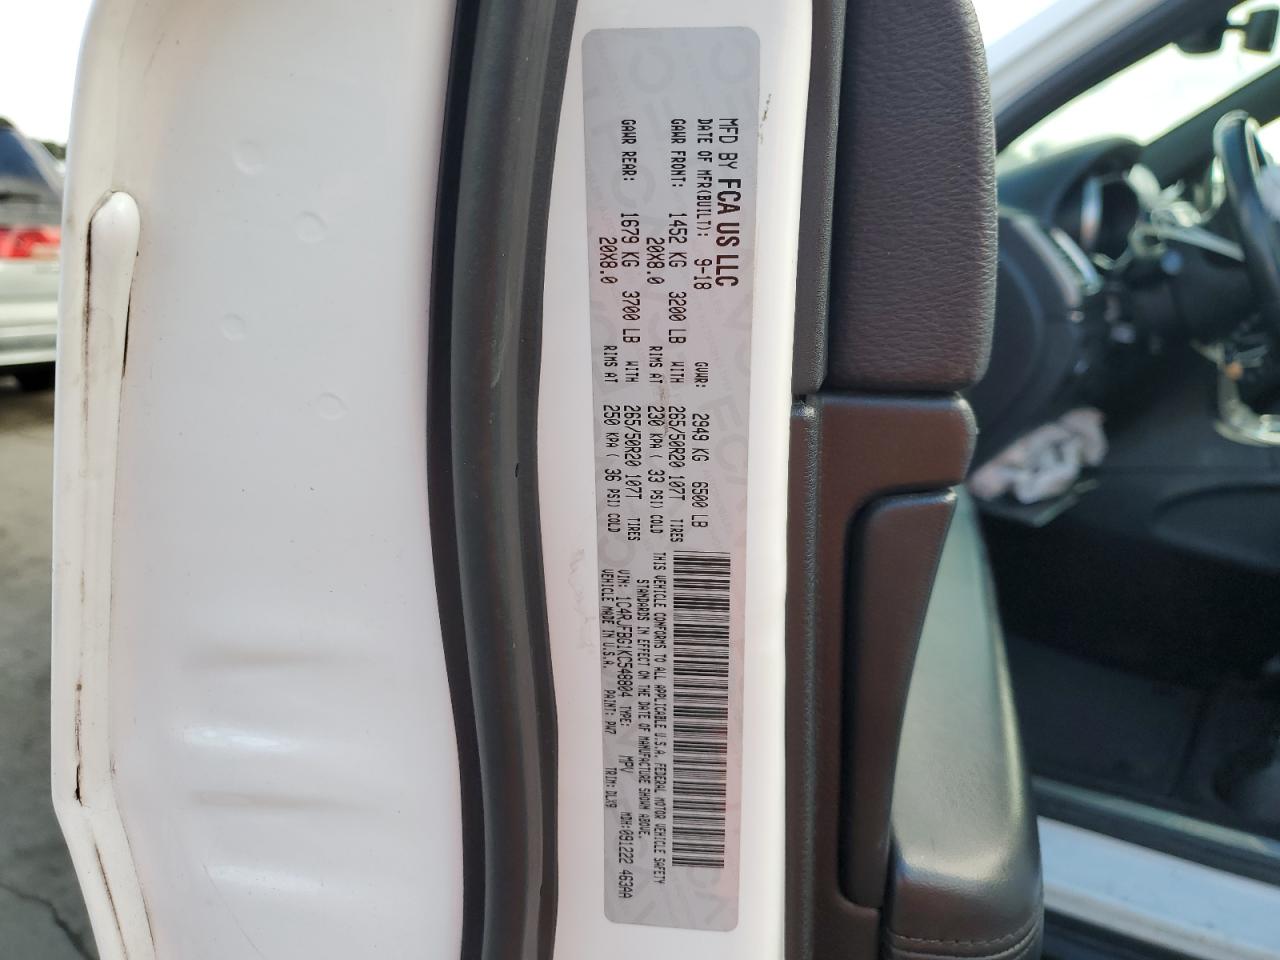 MFD BY FCA US LLC
DATE OF MFR(BUILT): 9-18 GVWR: 2949 KG 6500 LB
GAWR FRONT: 1452 KG 3200 LB WITH 265/50R20 107T TIRES
20X8.0 RIMS AT 230 KPA( 33 PSI) COLD
GAWR REAR: 1679 KG 3700 LB WITH 265/50R20 107T TIRES
20X8.0 RIMS AT 250 KPA( 36 PSI) COLD
THIS VEHICLE CONFORMS TO ALL APPLICABLE U.S.A. FEDERAL MOTOR VEHICLE SAFETY
STANDARDS IN EFFECT ON THE DATE OF MANUFACTURE SHOWN ABOVE.
VIN: 1C4RJFBG1KC548804 TYPE: MPV MDH:091222 463AA
VEHICLE MADE IN U.S.A. PAINT: PW7 TRIM:DLX9